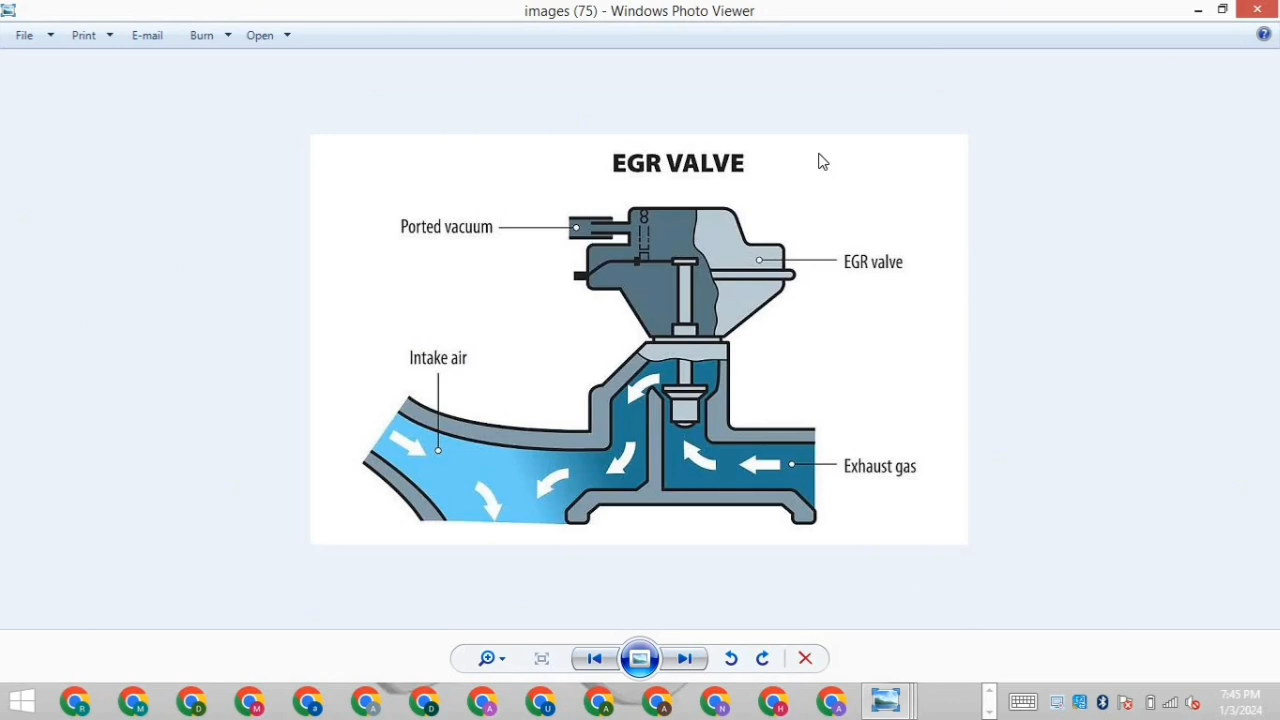 images (75) - Windows Photo Viewer
File Print E-mail Burn Open
EGR VALVE
Ported vacuum
EGR valve
Intake air
Exhaust gas
R M D M a A D A U A A N H A
7:45 PM
1/3/2024